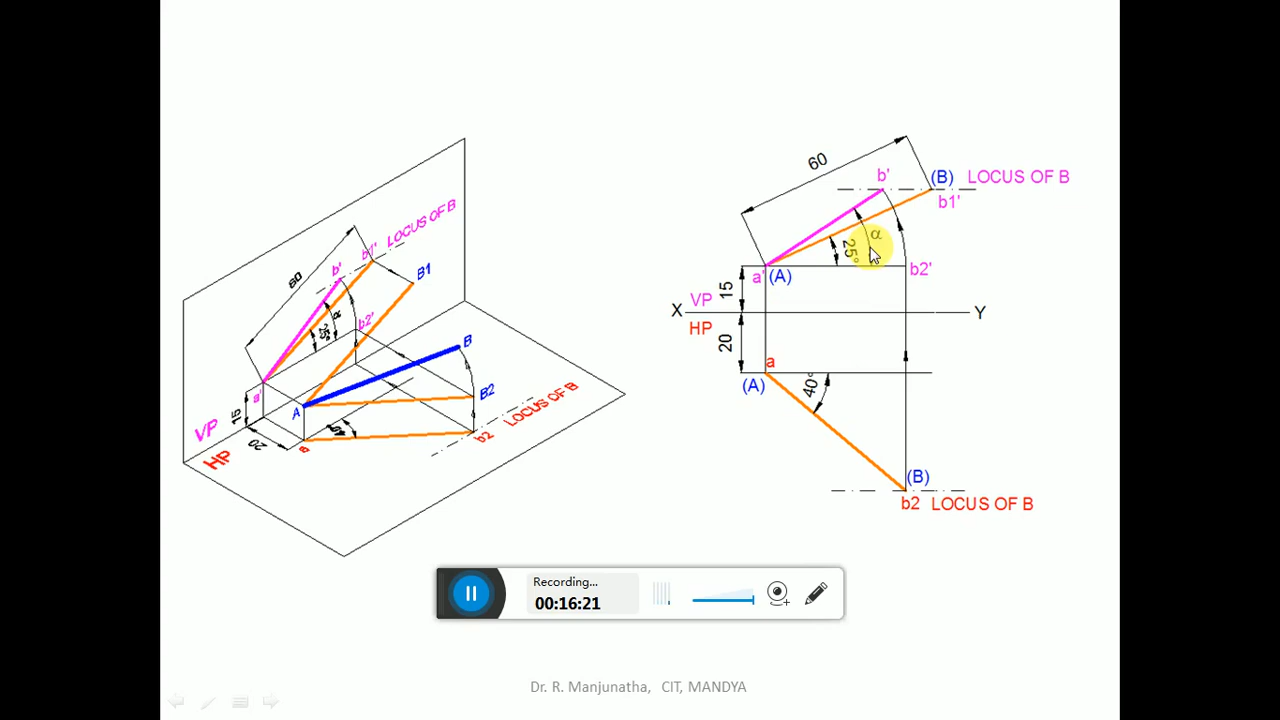 LOCUS OF B
b1'
b'
B1
80
α
25°
b2'
B
a'
15
A
B2
LOCUS OF B
VP
20
a
b2
HP
60
b'
(B)
LOCUS OF B
b1'
α
25°
a'
(A)
b2'
15
X
VP
Y
HP
20
a
(A)
40°
(B)
b2
LOCUS OF B
Recording...
00:16:21
Dr. R. Manjunatha, CIT, MANDYA